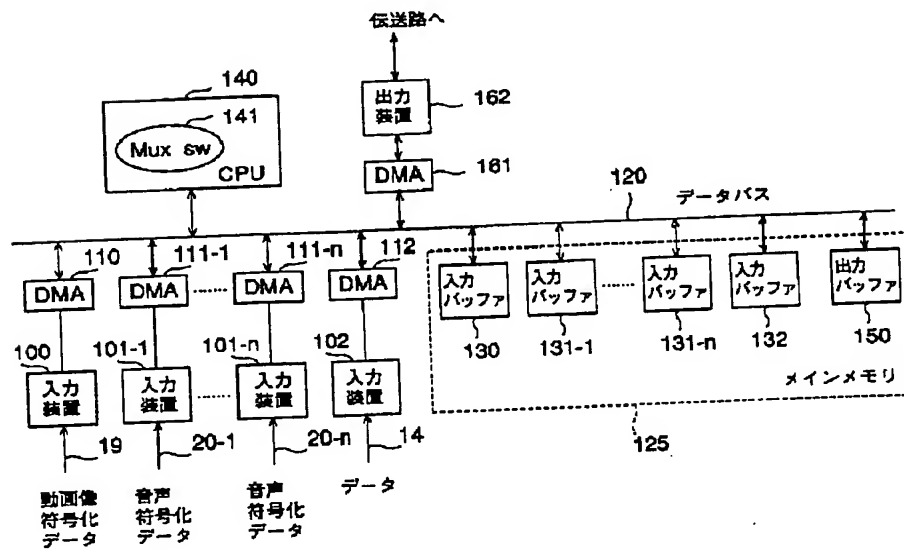 伝送路へ
140
141
Mux sw
CPU
出力
装置
162
DMA
161
120
データバス
110
111-1
111-n
112
DMA
DMA
DMA
DMA
入力
バッファ
入力
バッファ
入力
バッファ
入力
バッファ
出力
バッファ
130
131-1
131-n
132
150
メインメモリ
125
100
101-1
101-n
102
入力
装置
入力
装置
入力
装置
入力
装置
19
20-1
20-n
14
動画像
符号化
データ
音声
符号化
データ
音声
符号化
データ
データ